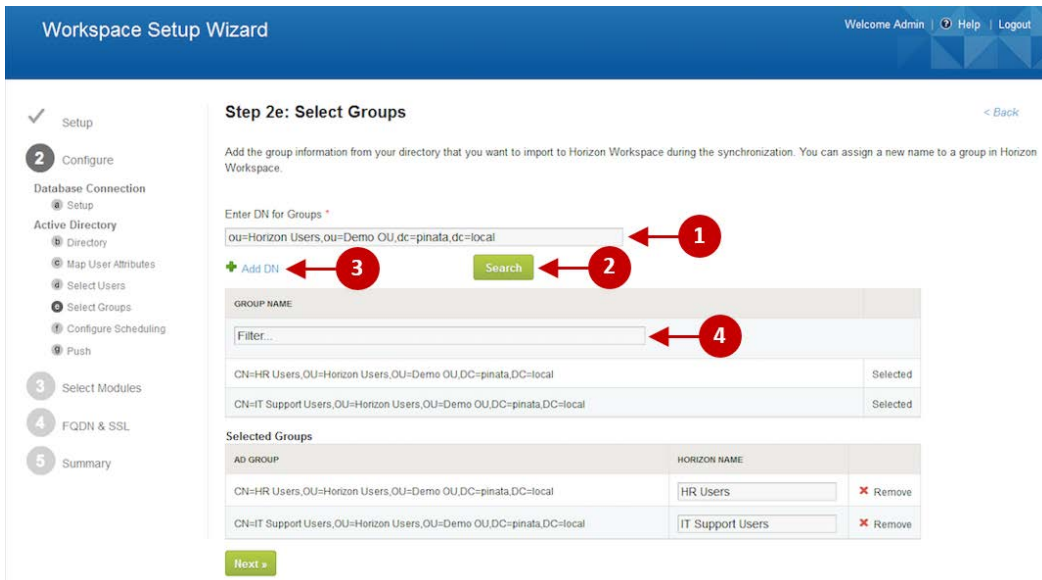 Workspace Setup Wizard
Welcome Admin | ? Help | Logout
Setup
2 Configure
Database Connection
a Setup
Active Directory
b Directory
c Map User Attributes
d Select Users
e Select Groups
f Configure Scheduling
g Push
3 Select Modules
4 FQDN & SSL
5 Summary
Step 2e: Select Groups
< Back
Add the group information from your directory that you want to import to Horizon Workspace during the synchronization. You can assign a new name to a group in Horizon
Workspace.
Enter DN for Groups *
ou=Horizon Users,ou=Demo OU,dc=pinata,dc=local
1
Add DN
3
Search
2
GROUP NAME
Filter...
4
CN=HR Users,OU=Horizon Users,OU=Demo OU,DC=pinata,DC=local Selected
CN=IT Support Users,OU=Horizon Users,OU=Demo OU,DC=pinata,DC=local Selected
Selected Groups
AD GROUP HORIZON NAME
CN=HR Users,OU=Horizon Users,OU=Demo OU,DC=pinata,DC=local HR Users Remove
CN=IT Support Users,OU=Horizon Users,OU=Demo OU,DC=pinata,DC=local IT Support Users Remove
Next »